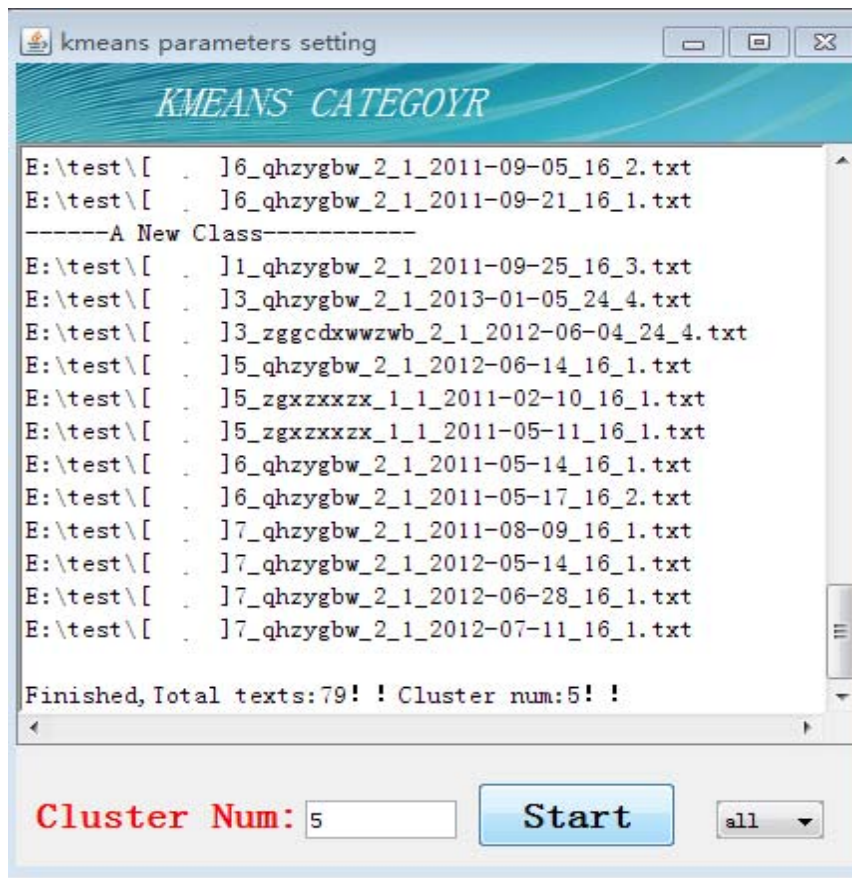 kmeans parameters setting
KMEANS CATEGOYR
E:\test\[ . ]6_qhzygbw_2_1_2011-09-05_16_2.txt
E:\test\[ . ]6_qhzygbw_2_1_2011-09-21_16_1.txt
------A New Class-----------
E:\test\[ . ]1_qhzygbw_2_1_2011-09-25_16_3.txt
E:\test\[ . ]3_qhzygbw_2_1_2013-01-05_24_4.txt
E:\test\[ . ]3_zggcdxwwzwb_2_1_2012-06-04_24_4.txt
E:\test\[ . ]5_qhzygbw_2_1_2012-06-14_16_1.txt
E:\test\[ . ]5_zgxzxxzx_1_1_2011-02-10_16_1.txt
E:\test\[ . ]5_zgxzxxzx_1_1_2011-05-11_16_1.txt
E:\test\[ . ]6_qhzygbw_2_1_2011-05-14_16_1.txt
E:\test\[ . ]6_qhzygbw_2_1_2011-05-17_16_2.txt
E:\test\[ . ]7_qhzygbw_2_1_2011-08-09_16_1.txt
E:\test\[ . ]7_qhzygbw_2_1_2012-05-14_16_1.txt
E:\test\[ . ]7_qhzygbw_2_1_2012-06-28_16_1.txt
E:\test\[ . ]7_qhzygbw_2_1_2012-07-11_16_1.txt
Finished,Iotal texts:79！！Cluster num:5！！
Cluster Num: 5 Start all